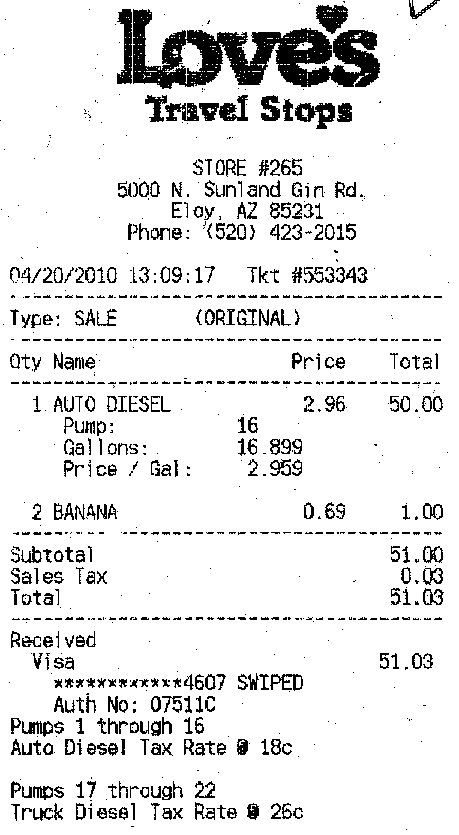 Love's
Travel Stops
STORE #265
5000 N. Sunland Gin Rd.
Eloy, AZ 85231
Phone: (520) 423-2015
04/20/2010 13:09:17 Tkt #553343
Type: SALE (ORIGINAL)
Qty Name Price Total
1 AUTO DIESEL 2.96 50.00
Pump: 16
Gallons: 16.899
Price / Gal: 2.959
2 BANANA 0.69 1.00
Subtotal 51.00
Sales Tax 0.03
Total 51.03
Received
Visa 51.03
************4607 SWIPED
Auth No: 07511C
Pumps 1 through 16
Auto Diesel Tax Rate @ 18c
Pumps 17 through 22
Truck Diesel Tax Rate @ 26c